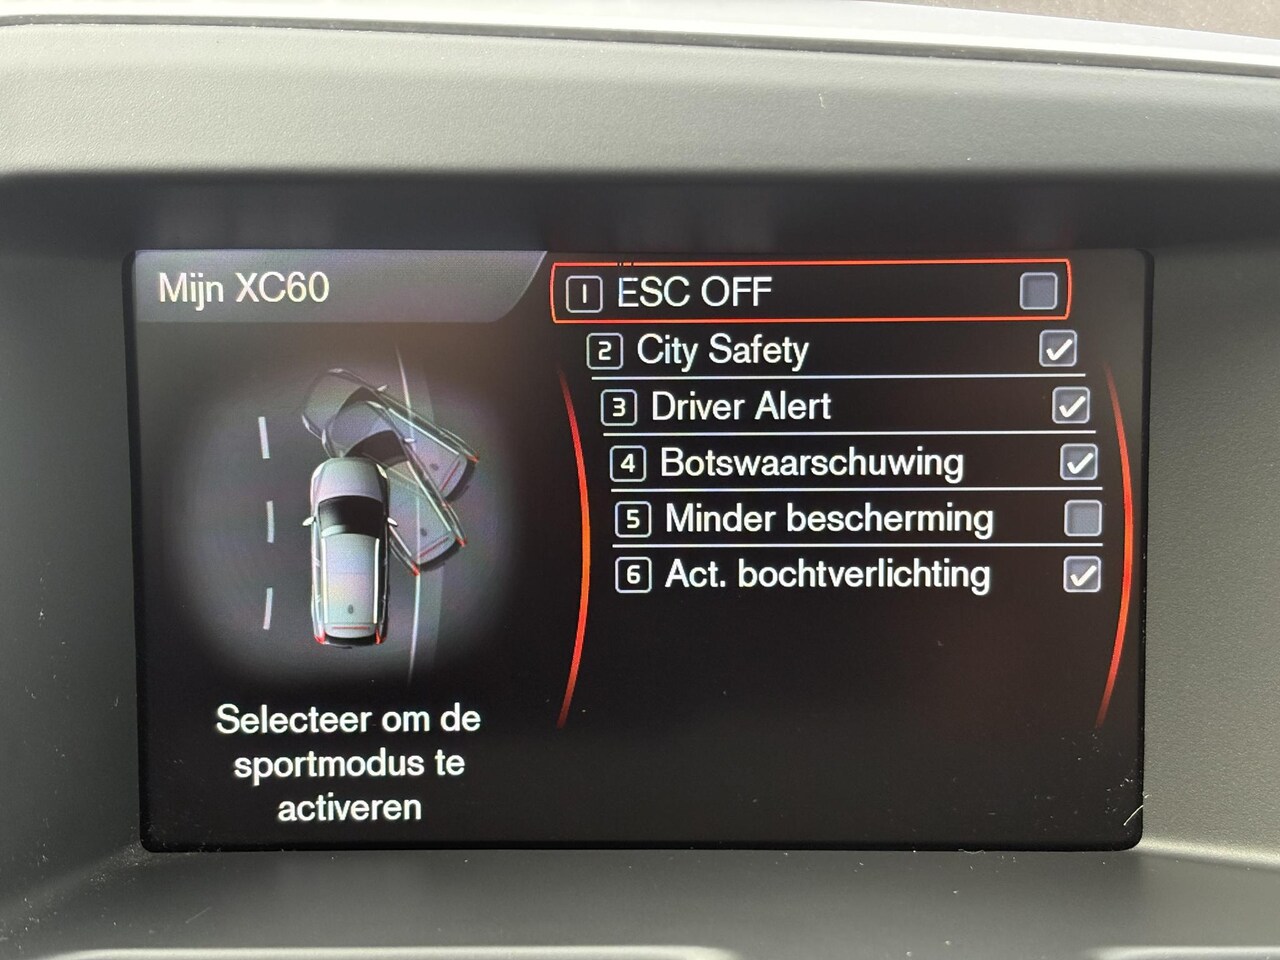 Mijn XC60
1 ESC OFF
2 City Safety
3 Driver Alert
4 Botswaarschuwing
5 Minder bescherming
6 Act. bochtverlichting
Selecteer om de
sportmodus te
activeren